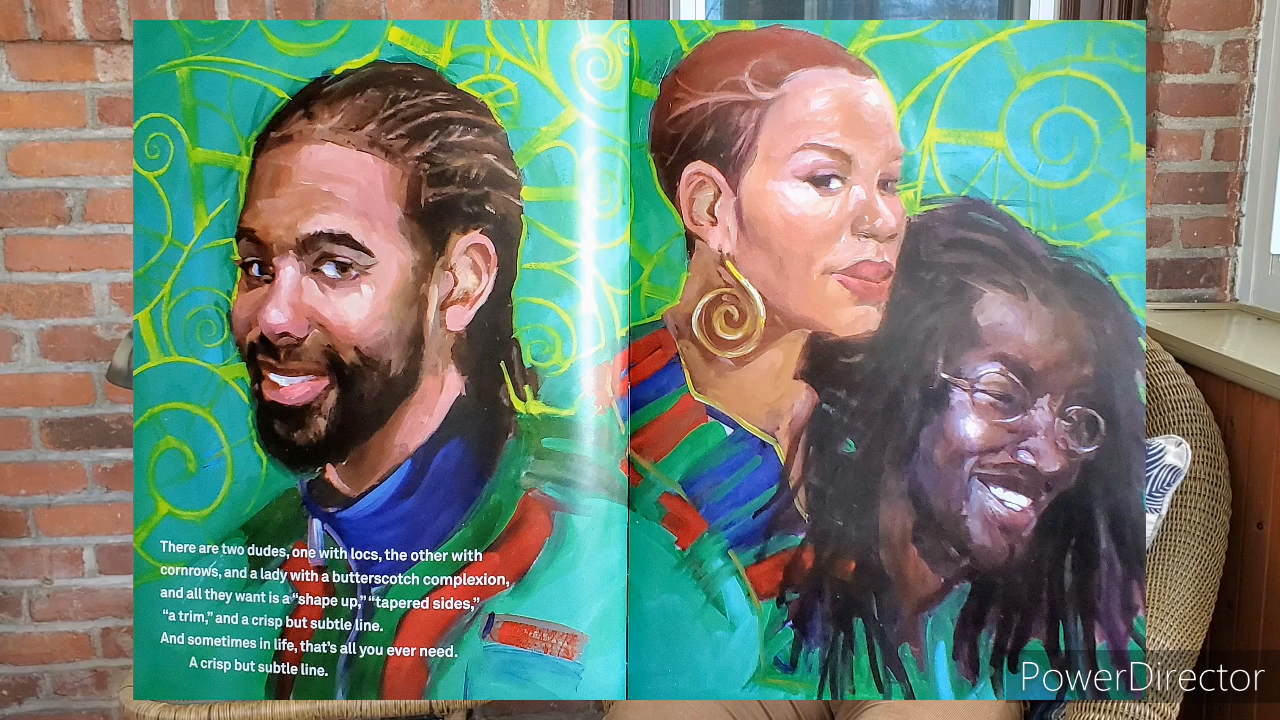 There are two dudes, one with locs, the other with
cornrows, and a lady with a butterscotch complexion,
and all they want is a “shape up,” “tapered sides,”
“a trim,” and a crisp but subtle line.
And sometimes in life, that’s all you ever need.
A crisp but subtle line.
PowerDirector